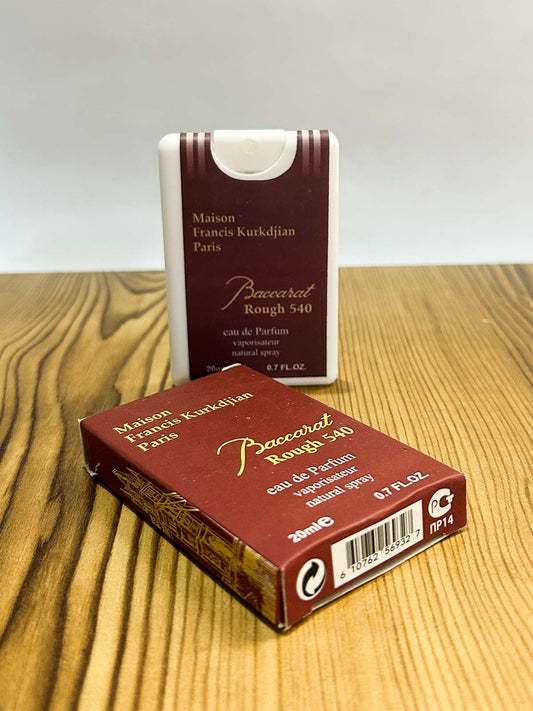 Maison
Francis Kurkdjian
Paris
Baccarat
Rough 540
eau de Parfum
vaporisateur
natural spray
0.7 FL.OZ.
Maison
Francis Kurkdjian
Paris
Baccarat
Rough 540
eau de Parfum
vaporisateur
natural spray
20ml℮ 0.7 FL.OZ.
6 10762 56932 7
ПР14